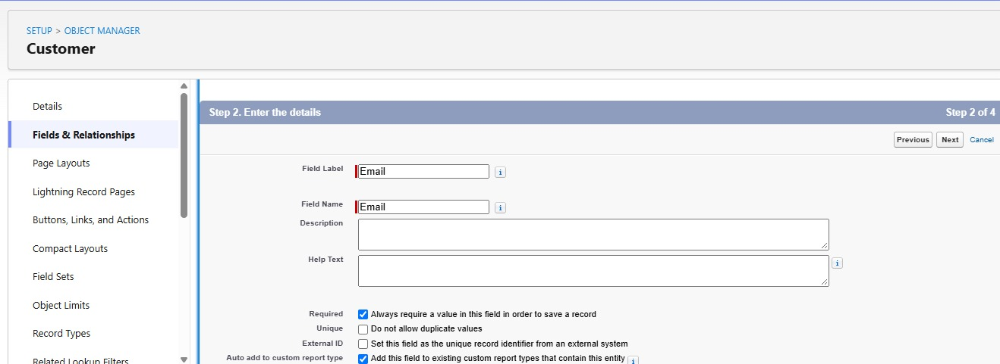 SETUP > OBJECT MANAGER
Customer
Details
Fields & Relationships
Page Layouts
Lightning Record Pages
Buttons, Links, and Actions
Compact Layouts
Field Sets
Object Limits
Record Types
Related Lookup Filters
Step 2. Enter the details Step 2 of 4
Previous Next Cancel
Field Label Email i
Field Name Email i
Description
Help Text i
Required Always require a value in this field in order to save a record
Unique Do not allow duplicate values
External ID Set this field as the unique record identifier from an external system
Auto add to custom report type Add this field to existing custom report types that contain this entity i